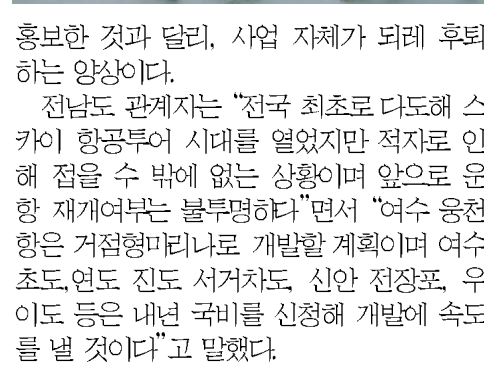 홍보한 것과 달리, 사업 자체가 되레 후퇴
하는 양상이다.
전남도 관계자는 "전국 최초로 다도해 스
카이 항공투어 시대를 열었지만 적자로 인
해 접을 수 밖에 없는 상황이며 앞으로 운
항 재개여부는 불투명하다"면서 "여수 웅천
항은 거점형마리나로 개발할 계획이며 여수
초도,연도 진도 서거차도, 신안 전장포, 우
이도 등은 내년 국비를 신청해 개발에 속도
를 낼 것이다"고 말했다.